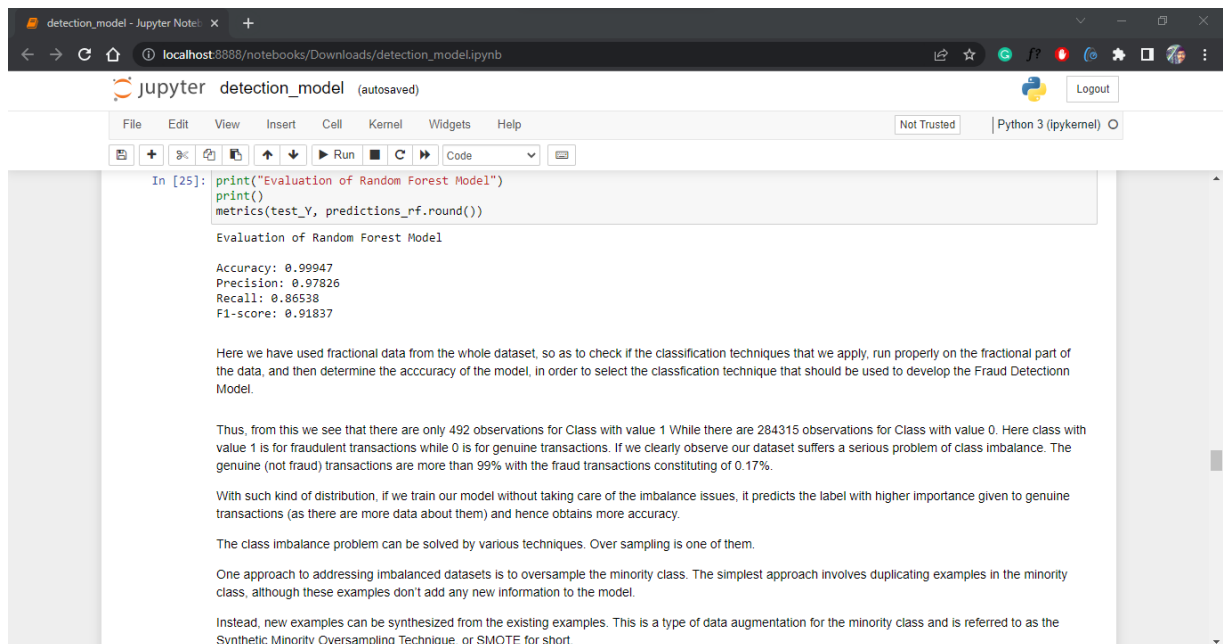 detection_model - Jupyter Noteb
localhost:8888/notebooks/Downloads/detection_model.ipynb
jupyter detection_model (autosaved)
Logout
File Edit View Insert Cell Kernel Widgets Help
Not Trusted
Python 3 (ipykernel)
Run
Code
In [25]: print("Evaluation of Random Forest Model")
print()
metrics(test_Y, predictions_rf.round())
Evaluation of Random Forest Model
Accuracy: 0.99947
Precision: 0.97826
Recall: 0.86538
F1-score: 0.91837
Here we have used fractional data from the whole dataset, so as to check if the classification techniques that we apply, run properly on the fractional part of
the data, and then determine the acccuracy of the model, in order to select the classfication technique that should be used to develop the Fraud Detectionn
Model.
Thus, from this we see that there are only 492 observations for Class with value 1 While there are 284315 observations for Class with value 0. Here class with
value 1 is for fraudulent transactions while 0 is for genuine transactions. If we clearly observe our dataset suffers a serious problem of class imbalance. The
genuine (not fraud) transactions are more than 99% with the fraud transactions constituting of 0.17%.
With such kind of distribution, if we train our model without taking care of the imbalance issues, it predicts the label with higher importance given to genuine
transactions (as there are more data about them) and hence obtains more accuracy.
The class imbalance problem can be solved by various techniques. Over sampling is one of them.
One approach to addressing imbalanced datasets is to oversample the minority class. The simplest approach involves duplicating examples in the minority
class, although these examples don't add any new information to the model.
Instead, new examples can be synthesized from the existing examples. This is a type of data augmentation for the minority class and is referred to as the
Synthetic Minority Oversampling Technique, or SMOTE for short.